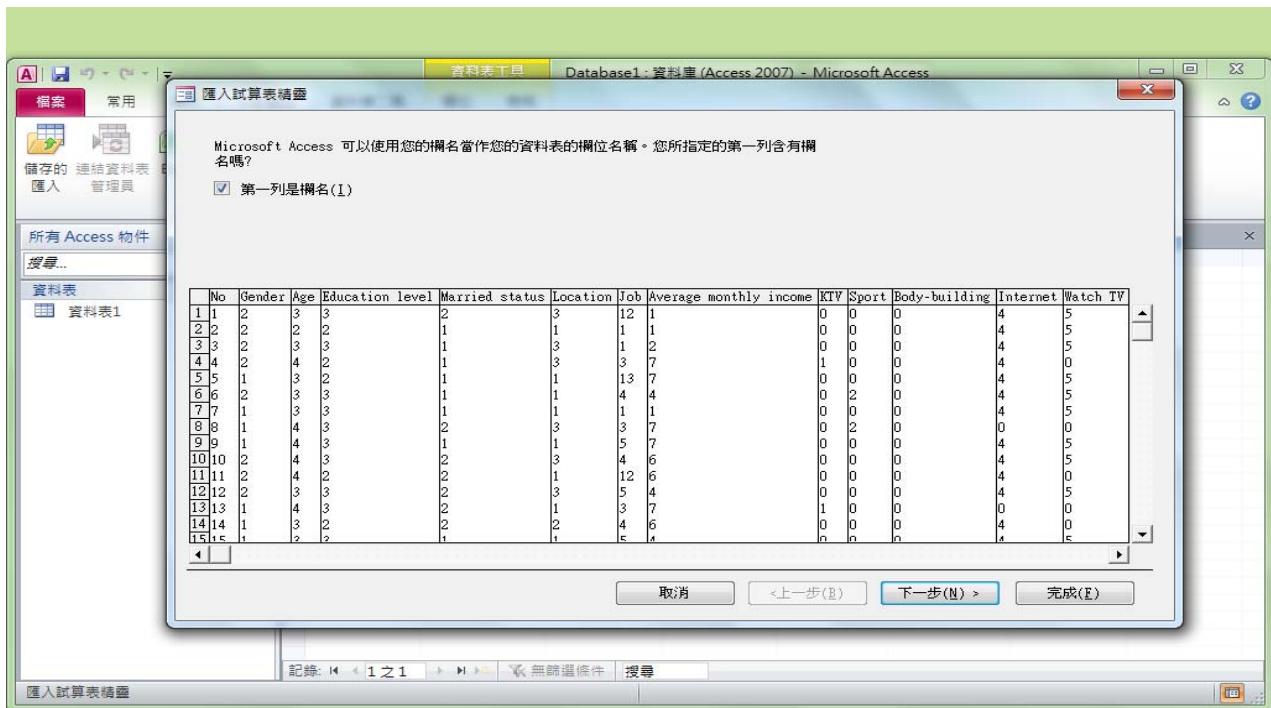 資料表工具 Database1 : 資料庫 (Access 2007) - Microsoft Access
檔案 常用
匯入試算表精靈
儲存的匯入
連結資料表管理員
Microsoft Access 可以使用您的欄名當作您的資料表的欄位名稱。您所指定的第一列含有欄
名嗎?
第一列是欄名(I)
所有 Access 物件
搜尋...
資料表
資料表1
No Gender Age Education level Married status Location Job Average monthly income KTV Sport Body-building Internet Watch TV
1 1 2 3 3 2 3 12 1 0 0 0 4 5
2 2 2 2 2 1 1 1 1 0 0 0 4 5
3 3 2 3 3 1 3 1 2 0 0 0 4 5
4 4 2 4 2 1 3 3 7 1 0 0 4 0
5 5 1 3 2 1 1 13 7 0 0 0 4 5
6 6 2 3 3 1 1 4 4 0 2 0 4 5
7 7 1 3 3 1 1 1 1 0 0 0 4 5
8 8 1 4 3 2 3 3 7 0 2 0 0 0
9 9 1 4 3 1 1 5 7 0 0 0 4 5
10 10 2 4 3 2 3 4 6 0 0 0 4 5
11 11 2 4 2 2 1 12 6 0 0 0 4 0
12 12 2 3 3 2 3 5 4 0 0 0 4 5
13 13 1 4 3 2 1 3 7 1 0 0 0 0
14 14 1 3 2 2 2 4 6 0 0 0 4 0
15 15
取消 <上一步(B) 下一步(N) > 完成(F)
記錄: 1 之 1 無篩選條件 搜尋
匯入試算表精靈